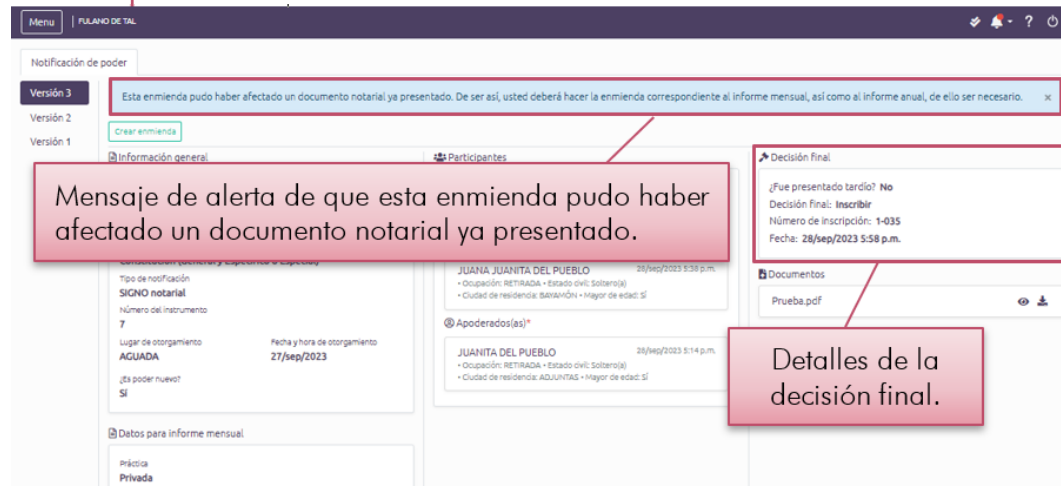 Menu
FULANO DE TAL
Notificación de poder
Versión 3
Versión 2
Versión 1
Esta enmienda pudo haber afectado un documento notarial ya presentado. De ser así, usted deberá hacer la enmienda correspondiente al informe mensual, así como al informe anual, de ello ser necesario. ×
Crear enmienda
Información general
Mensaje de alerta de que esta enmienda pudo haber
afectado un documento notarial ya presentado.
Constitución (General y Específico o Especial)
Tipo de notificación
SIGNO notarial
Número del instrumento
7
Lugar de otorgamiento
AGUADA
Fecha y hora de otorgamiento
27/sep/2023
¿Es poder nuevo?
Sí
Datos para informe mensual
Práctica
Privada
Participantes
JUANA JUANITA DEL PUEBLO 28/sep/2023 5:38 p.m.
• Ocupación: RETIRADA • Estado civil: Soltero(a)
• Ciudad de residencia: BAYAMÓN • Mayor de edad: Sí
Apoderados(as)*
JUANITA DEL PUEBLO 28/sep/2023 5:14 p.m.
• Ocupación: RETIRADA • Estado civil: Soltero(a)
• Ciudad de residencia: ADJUNTAS • Mayor de edad: Sí
Decisión final
¿Fue presentado tardío? No
Decisión final: Inscribir
Número de inscripción: 1-035
Fecha: 28/sep/2023 5:58 p.m.
Documentos
Prueba.pdf
Detalles de la
decisión final.